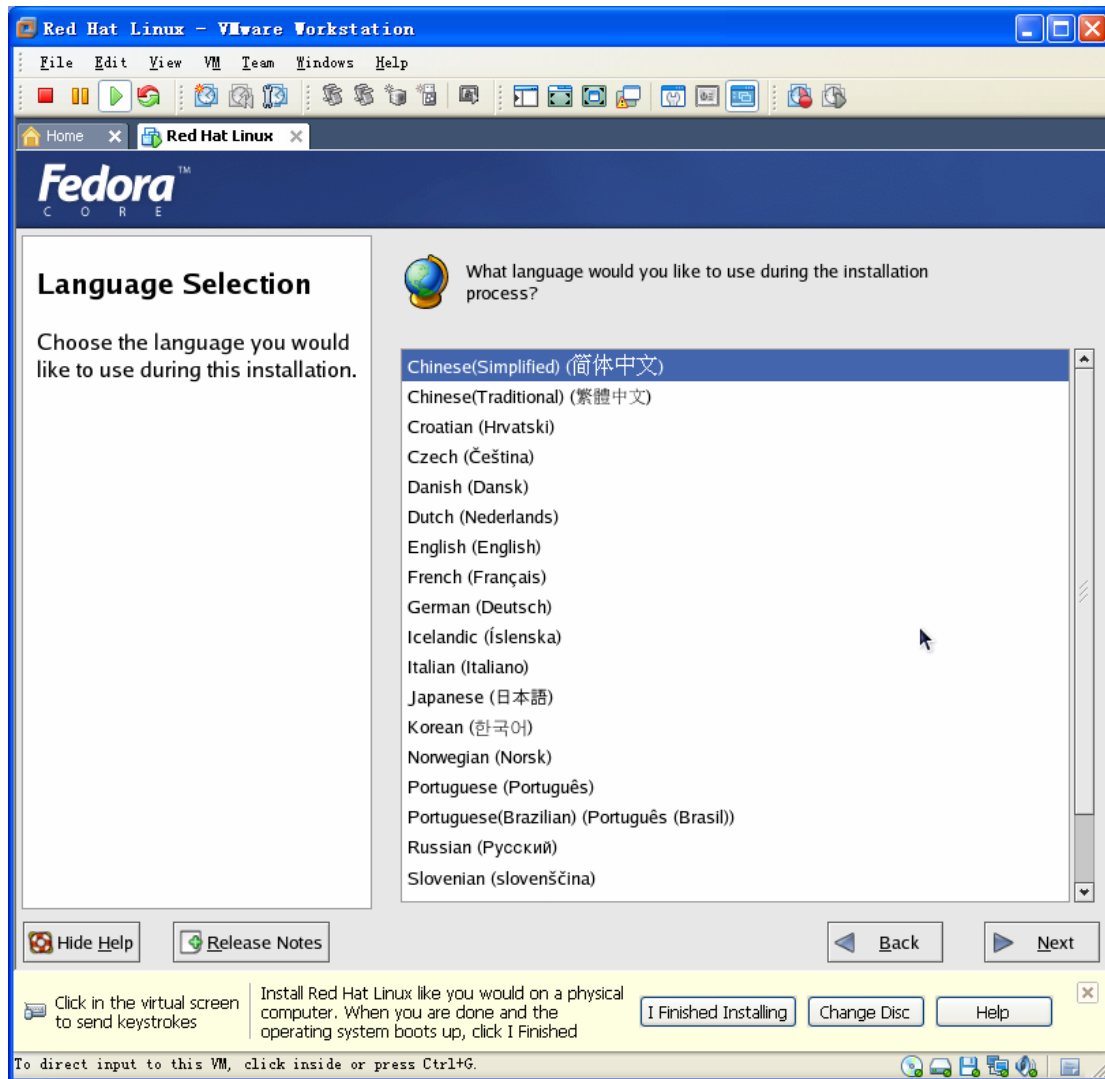 Red Hat Linux - VMware Workstation
File Edit View VM Team Windows Help
Home Red Hat Linux
Fedora™
CORE
Language Selection
Choose the language you would
like to use during this installation.
What language would you like to use during the installation
process?
Chinese(Simplified) (简体中文)
Chinese(Traditional) (繁體中文)
Croatian (Hrvatski)
Czech (Čeština)
Danish (Dansk)
Dutch (Nederlands)
English (English)
French (Français)
German (Deutsch)
Icelandic (Íslenska)
Italian (Italiano)
Japanese (日本語)
Korean (한국어)
Norwegian (Norsk)
Portuguese (Português)
Portuguese(Brazilian) (Português (Brasil))
Russian (Русский)
Slovenian (slovenščina)
Hide Help Release Notes Back Next
Click in the virtual screen
to send keystrokes
Install Red Hat Linux like you would on a physical
computer. When you are done and the
operating system boots up, click I Finished
I Finished Installing Change Disc Help
To direct input to this VM, click inside or press Ctrl+G.